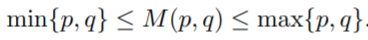 min{p, q} ≤ M(p, q) ≤ max{p, q}.